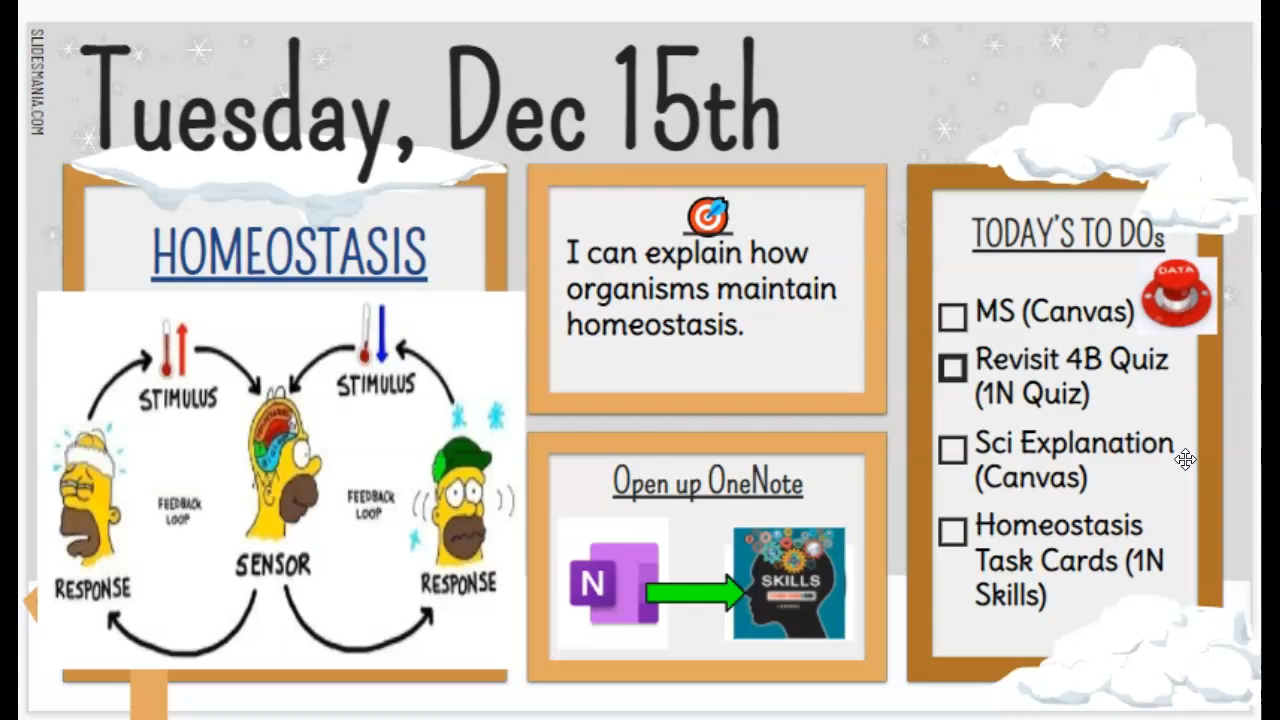 SLIDESMANIA.COM
Tuesday, Dec 15th
HOMEOSTASIS
STIMULUS
STIMULUS
FEEDBACK
LOOP
FEEDBACK
LOOP
SENSOR
RESPONSE
RESPONSE
I can explain how
organisms maintain
homeostasis.
Open up OneNote
N
SKILLS
TODAY'S TO DOs
DATA
MS (Canvas)
Revisit 4B Quiz
(1N Quiz)
Sci Explanation
(Canvas)
Homeostasis
Task Cards (1N
Skills)